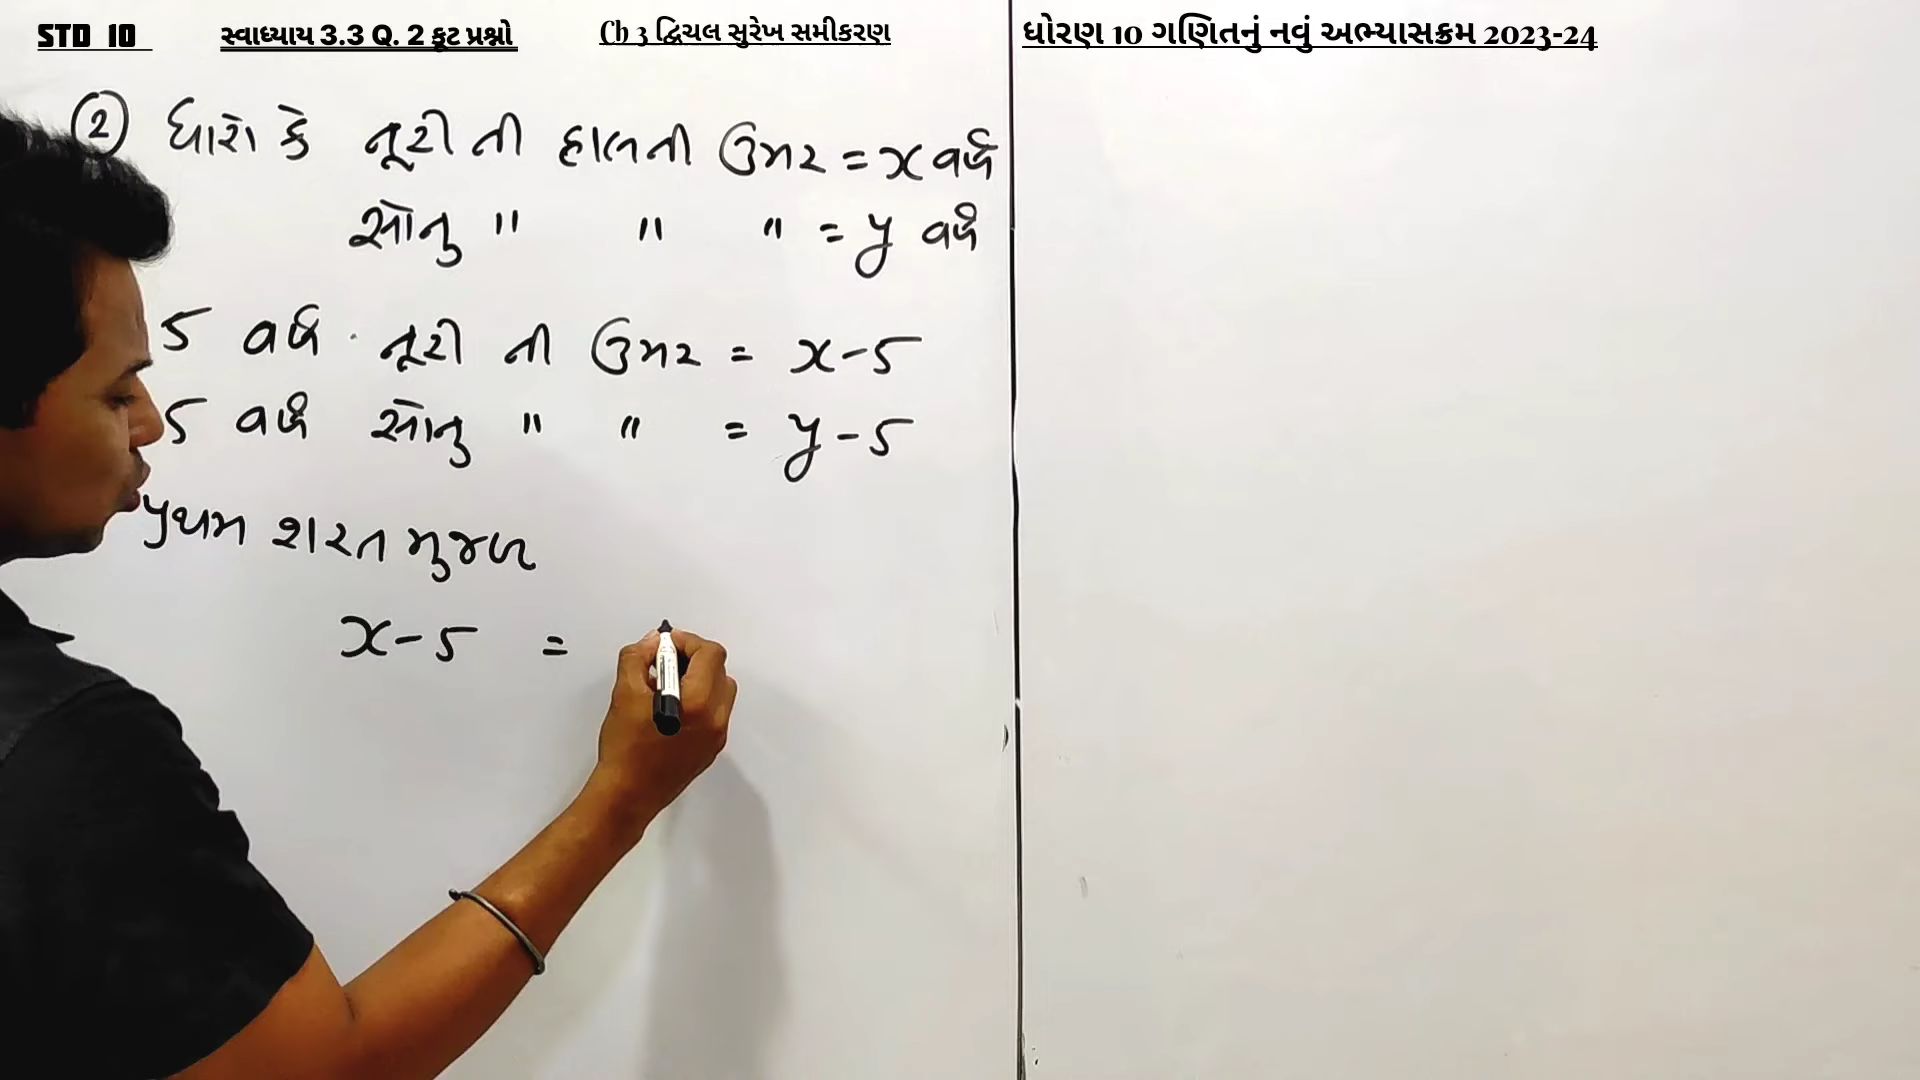 STD 10
સ્વાધ્યાય 3.3 Q. 2 કૂટ પ્રશ્નો
Ch 3 દ્વિચલ સુરેખ સમીકરણ
ધોરણ 10 ગણિતનું નવું અભ્યાસક્રમ 2023-24
2 ધારો કે નૂરી ની હાલની ઉંમર = x વર્ષ
સોનુ " " " = y વર્ષ
5 વર્ષ નૂરી ની ઉંમર = x-5
5 વર્ષ સોનુ " " = y-5
પ્રથમ શરત મુજબ
x-5 =